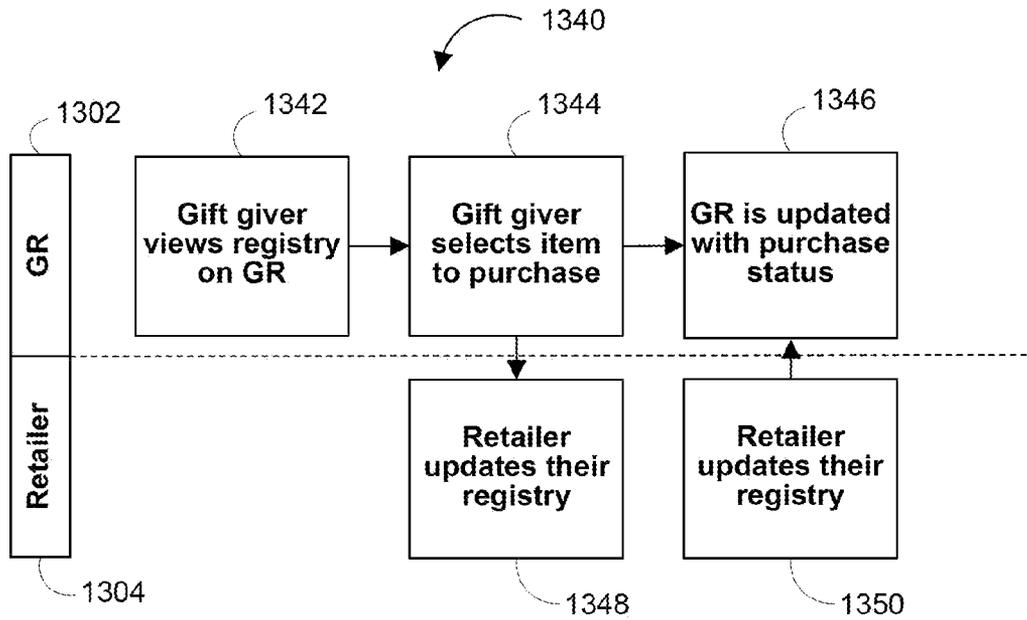 1340
1302
1342
1344
1346
GR
Gift giver
views registry
on GR
Gift giver
selects item
to purchase
GR is updated
with purchase
status
Retailer
Retailer
updates their
registry
Retailer
updates their
registry
1304
1348
1350